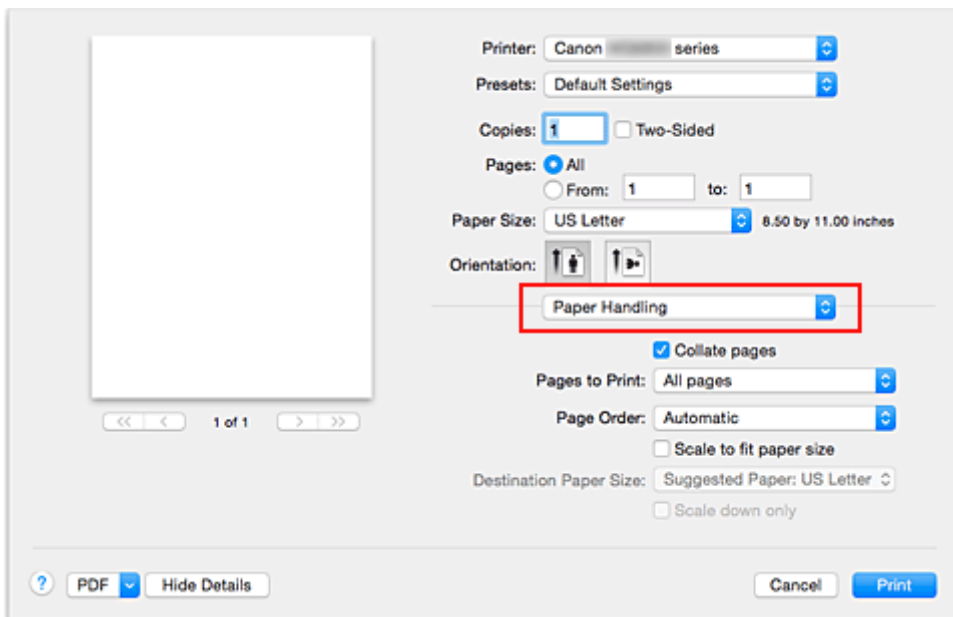 Printer: Canon series
Presets: Default Settings
Copies: 1 Two-Sided
Pages: All
From: 1 to: 1
Paper Size: US Letter 8.50 by 11.00 inches
Orientation:
Paper Handling
Collate pages
Pages to Print: All pages
Page Order: Automatic
Scale to fit paper size
Destination Paper Size: Suggested Paper: US Letter
Scale down only
<< < 1 of 1 > >>
? PDF Hide Details Cancel Print